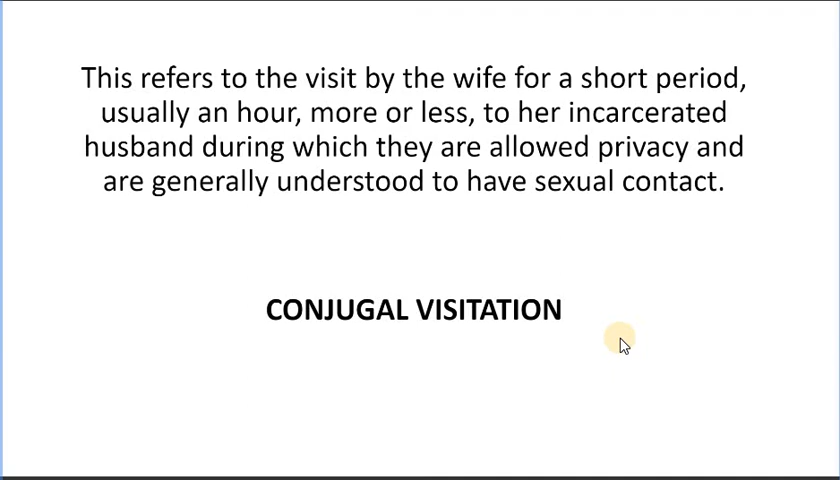 This refers to the visit by the wife for a short period,
usually an hour, more or less, to her incarcerated
husband during which they are allowed privacy and
are generally understood to have sexual contact.
CONJUGAL VISITATION